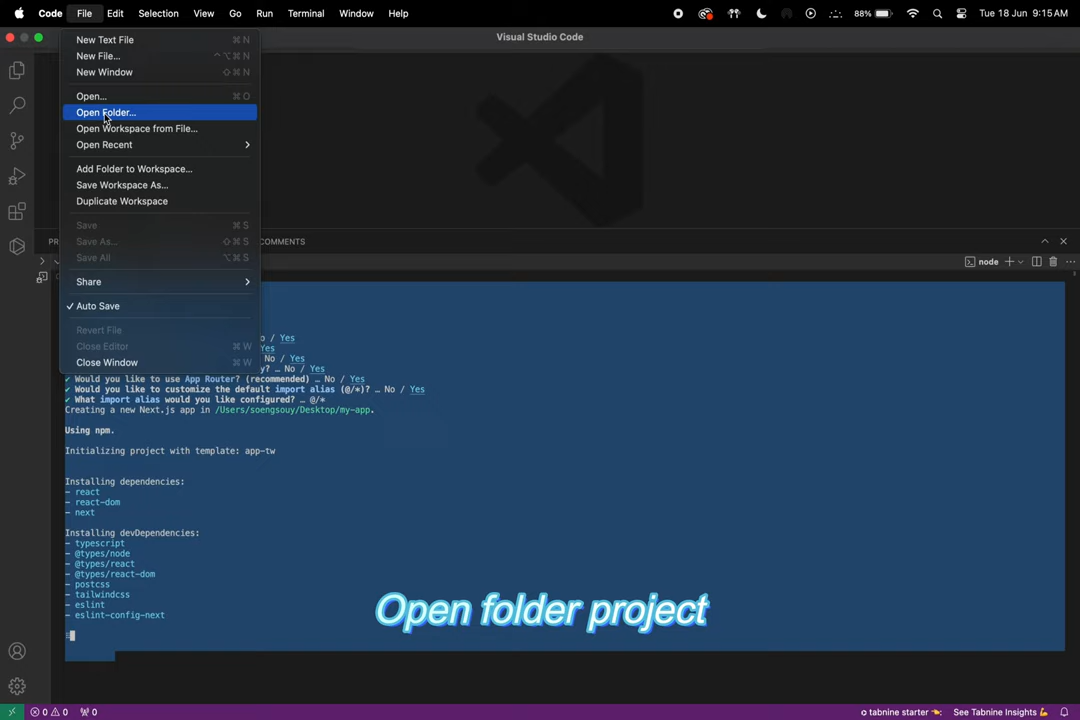 Code File Edit Selection View Go Run Terminal Window Help 88% Tue 18 Jun 9:15 AM
Visual Studio Code
New Text File ⌘ N
New File... ⌃⌥⌘ N
New Window ⇧⌘ N
Open... ⌘ O
Open Folder...
Open Workspace from File...
Open Recent
Add Folder to Workspace...
Save Workspace As...
Duplicate Workspace
Save ⌘ S
Save As... ⇧⌘ S
Save All ⌥⌘ S
Share
✓ Auto Save
Revert File
Close Editor ⌘ W
Close Window ⌘ W
PR
COMMENTS
node
o / Yes
Yes
No / Yes
y? … No / Yes
✔ Would you like to use App Router? (recommended) … No / Yes
✔ Would you like to customize the default import alias (@/*)? … No / Yes
✔ What import alias would you like configured? … @/*
Creating a new Next.js app in /Users/soengsouy/Desktop/my-app.
Using npm.
Initializing project with template: app-tw
Installing dependencies:
- react
- react-dom
- next
Installing devDependencies:
- typescript
- @types/node
- @types/react
- @types/react-dom
- postcss
- tailwindcss
- eslint
- eslint-config-next
Open folder project
0 0 0 tabnine starter See Tabnine Insights